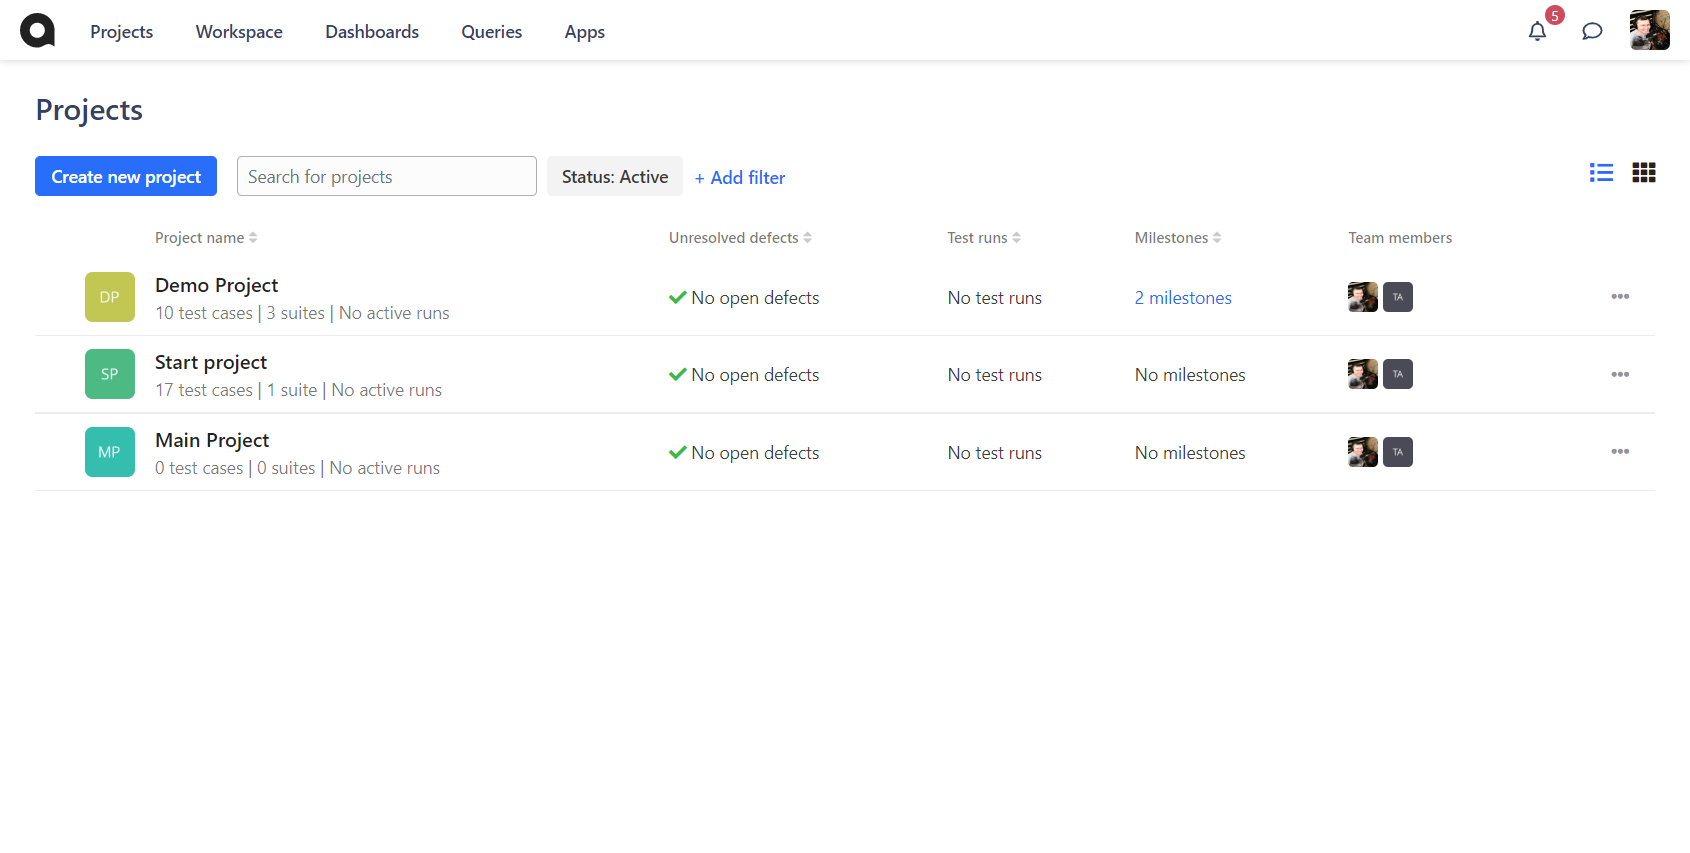 Projects Workspace Dashboards Queries Apps 5
Projects
Create new project Search for projects Status: Active + Add filter
Project name Unresolved defects Test runs Milestones Team members
DP Demo Project
10 test cases | 3 suites | No active runs No open defects No test runs 2 milestones TA
SP Start project
17 test cases | 1 suite | No active runs No open defects No test runs No milestones TA
MP Main Project
0 test cases | 0 suites | No active runs No open defects No test runs No milestones TA